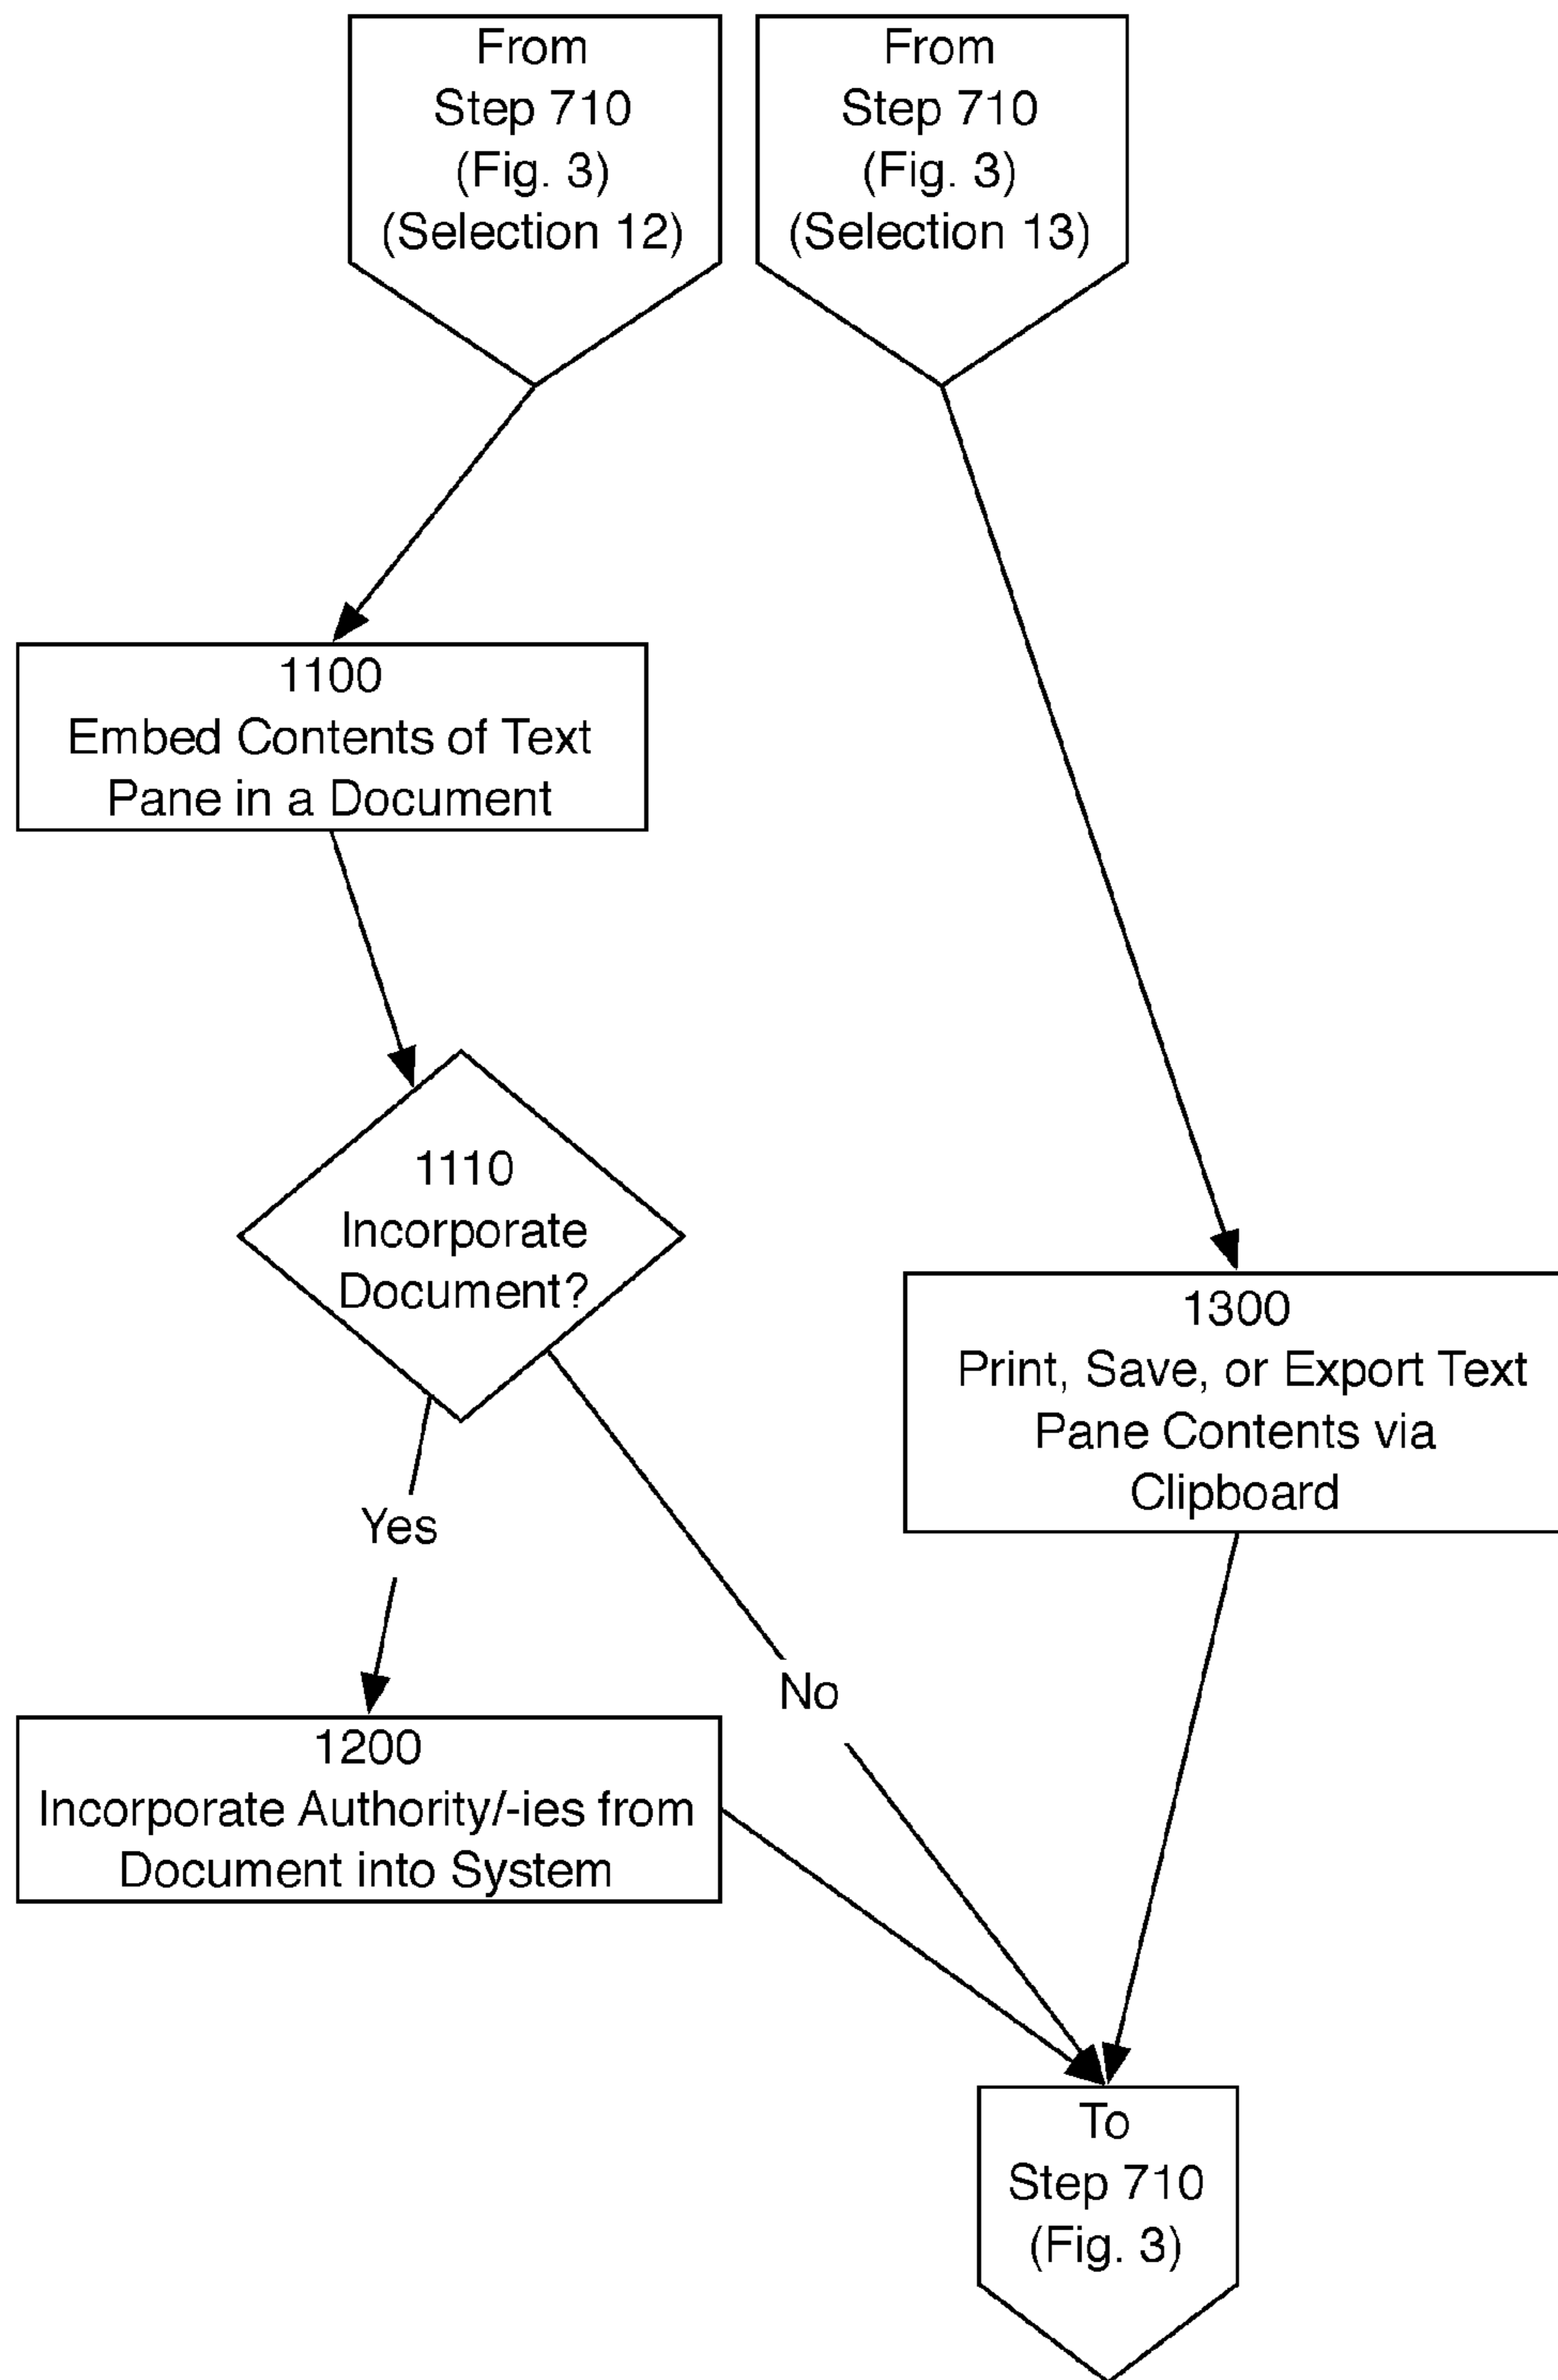 From
Step 710
(Fig. 3)
(Selection 12)
From
Step 710
(Fig. 3)
(Selection 13)
1100
Embed Contents of Text
Pane in a Document
1110
Incorporate
Document?
1300
Print, Save, or Export Text
Pane Contents via
Clipboard
Yes
No
1200
Incorporate Authority/-ies from
Document into System
To
Step 710
(Fig. 3)